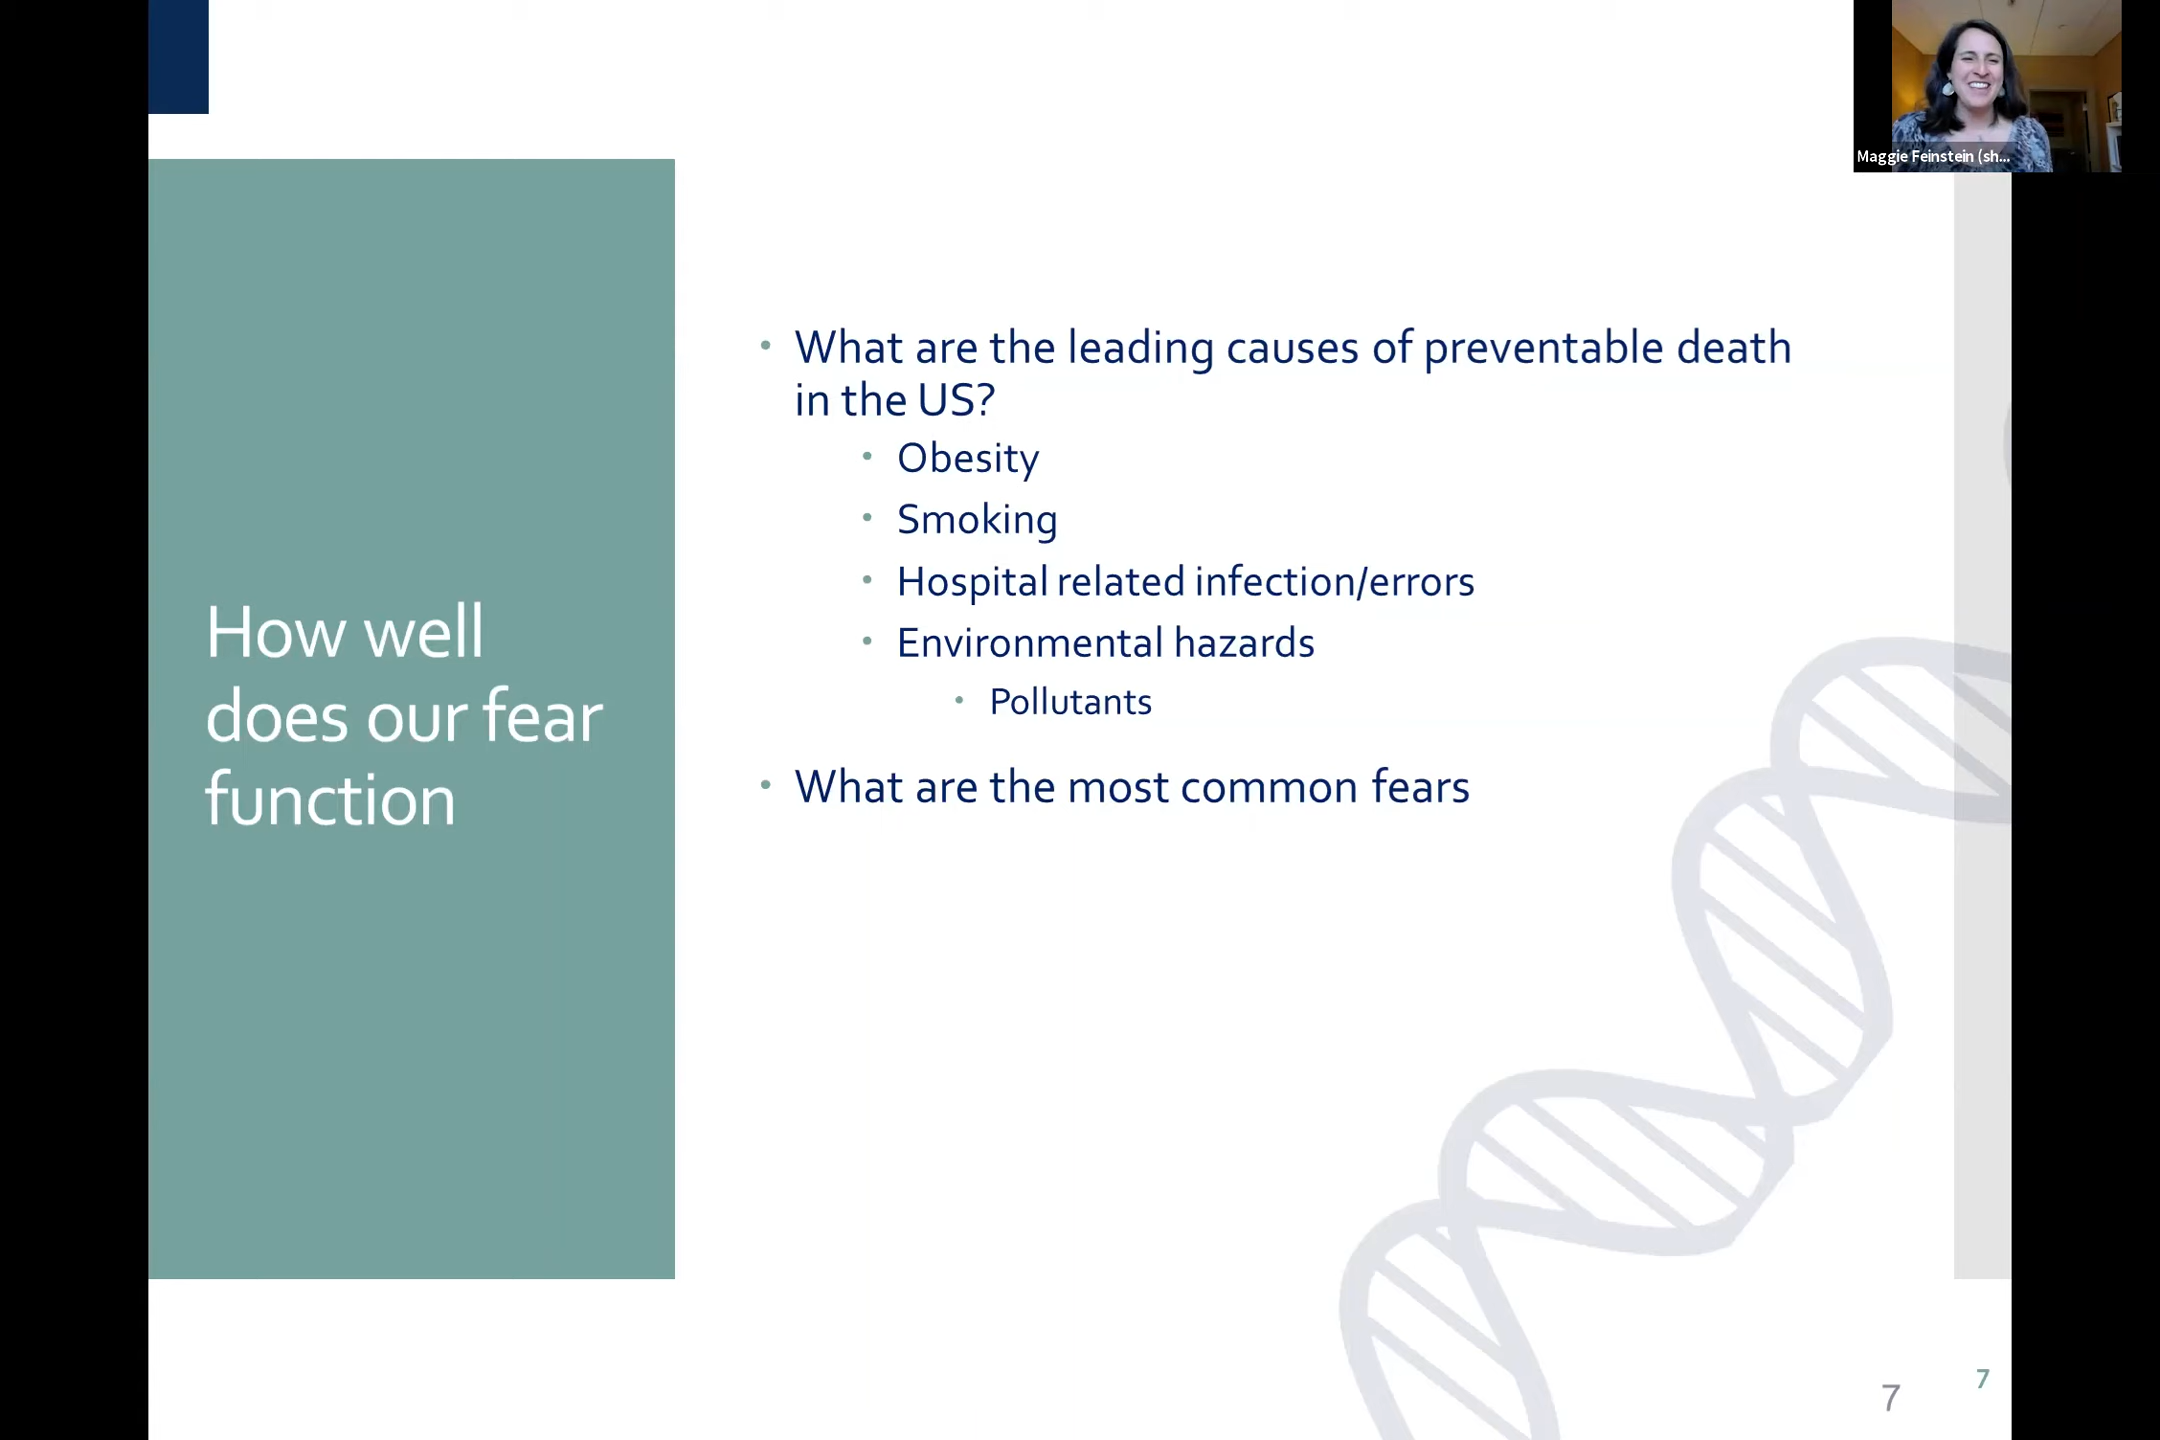 Maggie Feinstein (sh...
How well
does our fear
function
• What are the leading causes of preventable death
in the US?
• Obesity
• Smoking
• Hospital related infection/errors
• Environmental hazards
• Pollutants
• What are the most common fears
7
7